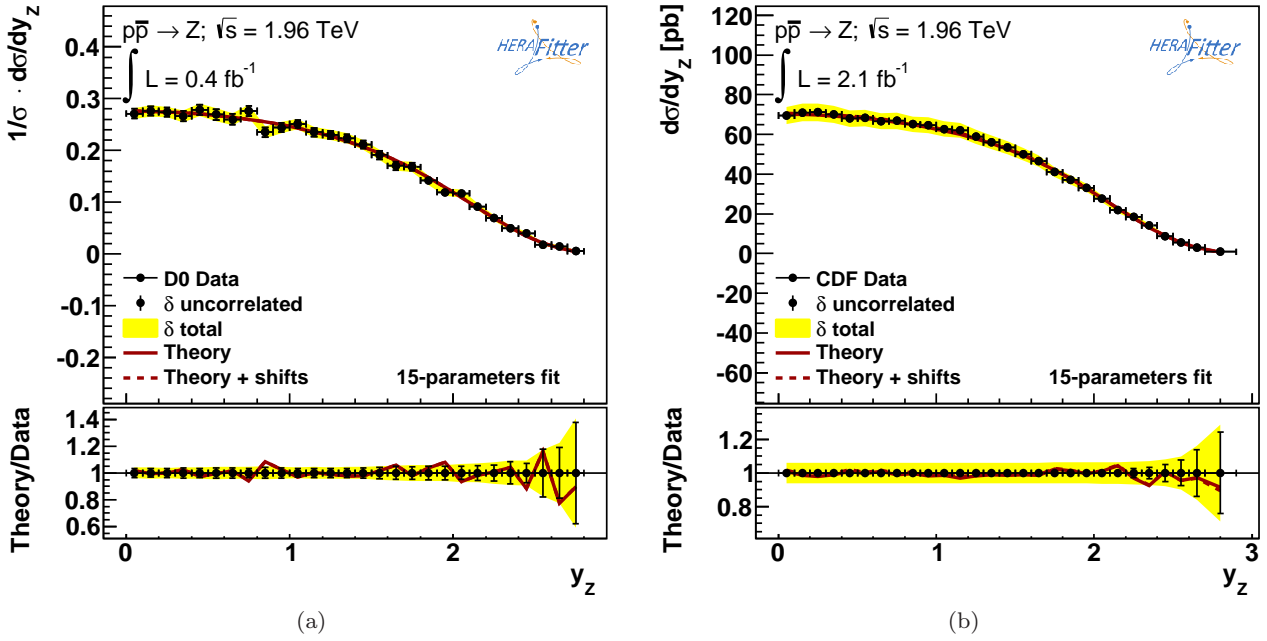 pp̅ → Z; √s = 1.96 TeV
HERAFitter
∫ L = 0.4 fb⁻¹
1/σ · dσ/dy_Z
0.4
0.3
0.2
0.1
0
-0.1
-0.2
D0 Data
δ uncorrelated
δ total
Theory
Theory + shifts
15-parameters fit
Theory/Data
1.4
1.2
1
0.8
0.6
0 1 2
y_Z
(a)
pp̅ → Z; √s = 1.96 TeV
HERAFitter
∫ L = 2.1 fb⁻¹
dσ/dy_Z [pb]
120
100
80
60
40
20
0
-20
-40
-60
CDF Data
δ uncorrelated
δ total
Theory
Theory + shifts
15-parameters fit
Theory/Data
1.2
1
0.8
0 1 2 3
y_Z
(b)